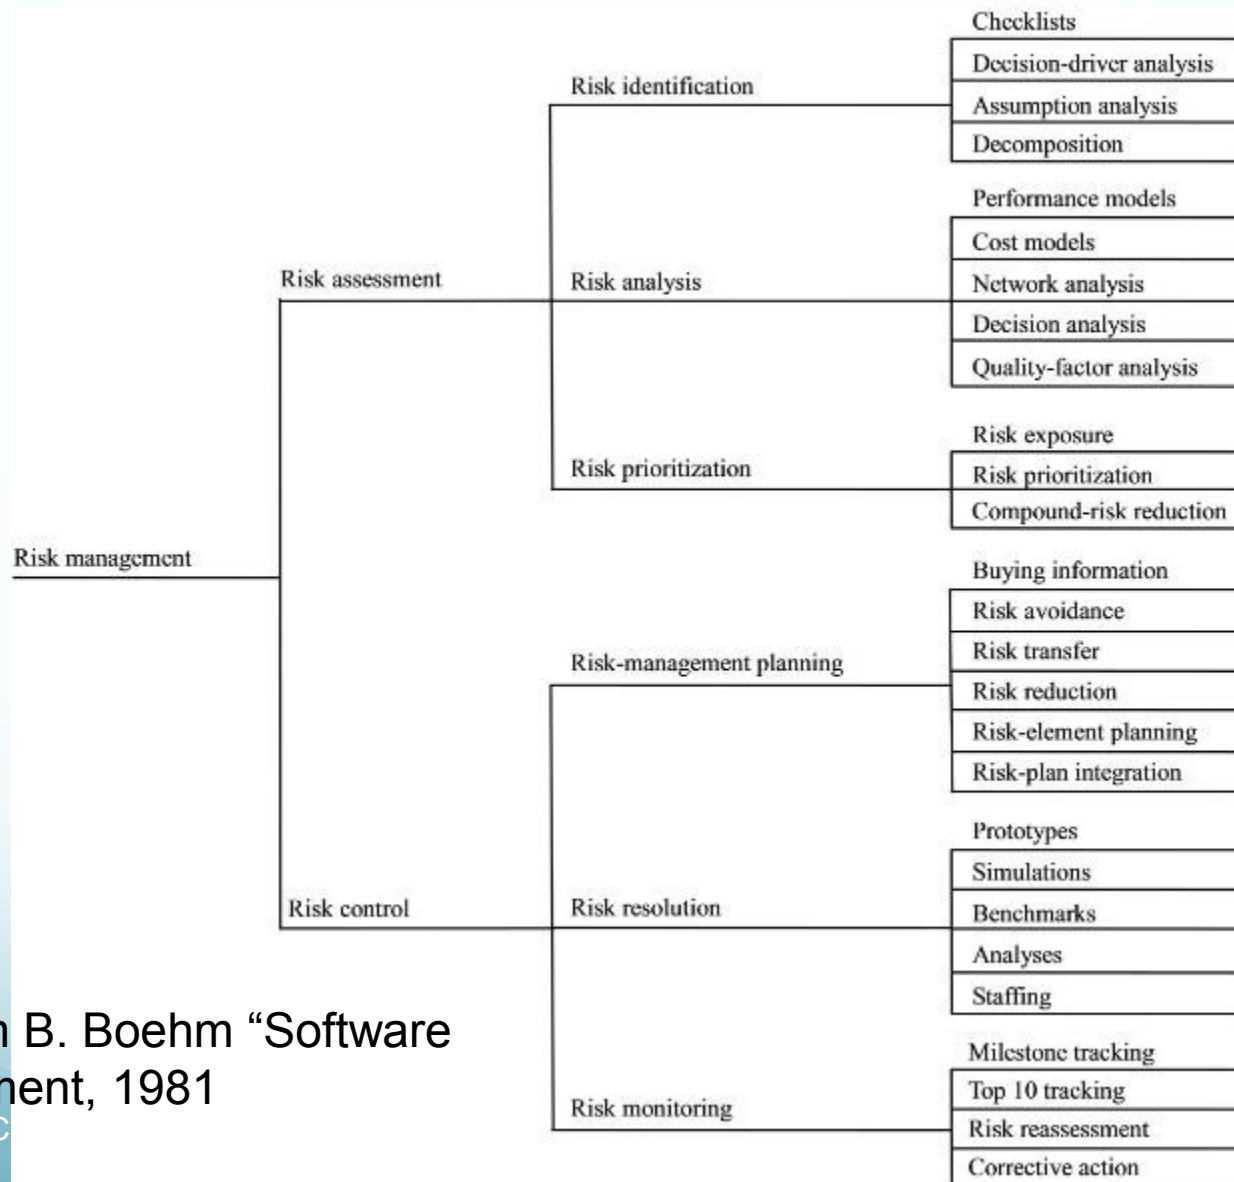 Checklists
Decision-driver analysis
Risk identification
Assumption analysis
Decomposition
Performance models
Cost models
Risk assessment
Risk analysis
Network analysis
Decision analysis
Quality-factor analysis
Risk exposure
Risk prioritization
Risk prioritization
Compound-risk reduction
Risk management
Buying information
Risk avoidance
Risk transfer
Risk-management planning
Risk reduction
Risk-element planning
Risk-plan integration
Prototypes
Simulations
Risk control
Risk resolution
Benchmarks
Analyses
Staffing
B. Boehm “Software
1981
Milestone tracking
Top 10 tracking
Risk monitoring
Risk reassessment
Corrective action